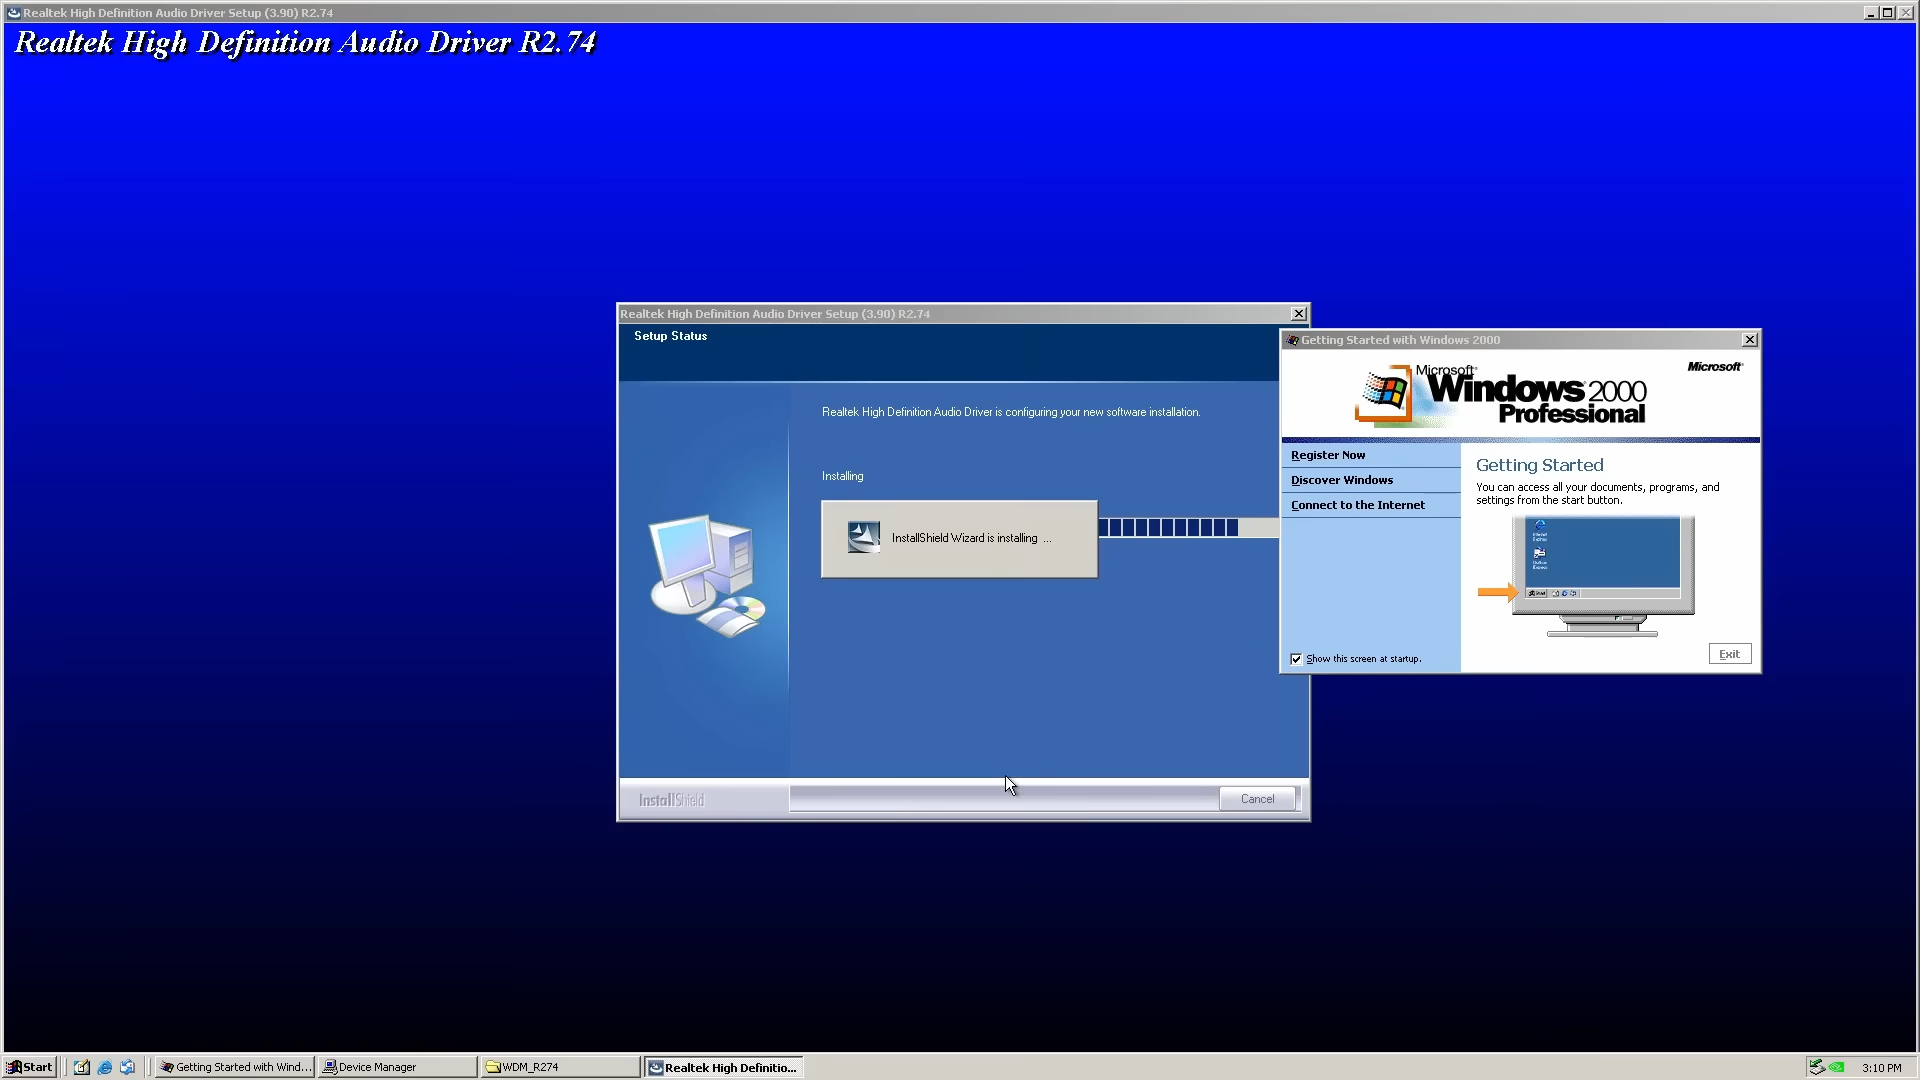 Realtek High Definition Audio Driver Setup (3.90) R2.74
Realtek High Definition Audio Driver R2.74
Realtek High Definition Audio Driver Setup (3.90) R2.74
Setup Status
Realtek High Definition Audio Driver is configuring your new software installation.
Installing
InstallShield Wizard is installing ...
InstallShield
Cancel
Getting Started with Windows 2000
Microsoft
Microsoft
Windows 2000
Professional
Register Now
Discover Windows
Connect to the Internet
Show this screen at startup.
Getting Started
You can access all your documents, programs, and
settings from the start button.
Start
Exit
Start
Getting Started with Wind...
Device Manager
WDM_R274
Realtek High Definitio...
3:10 PM